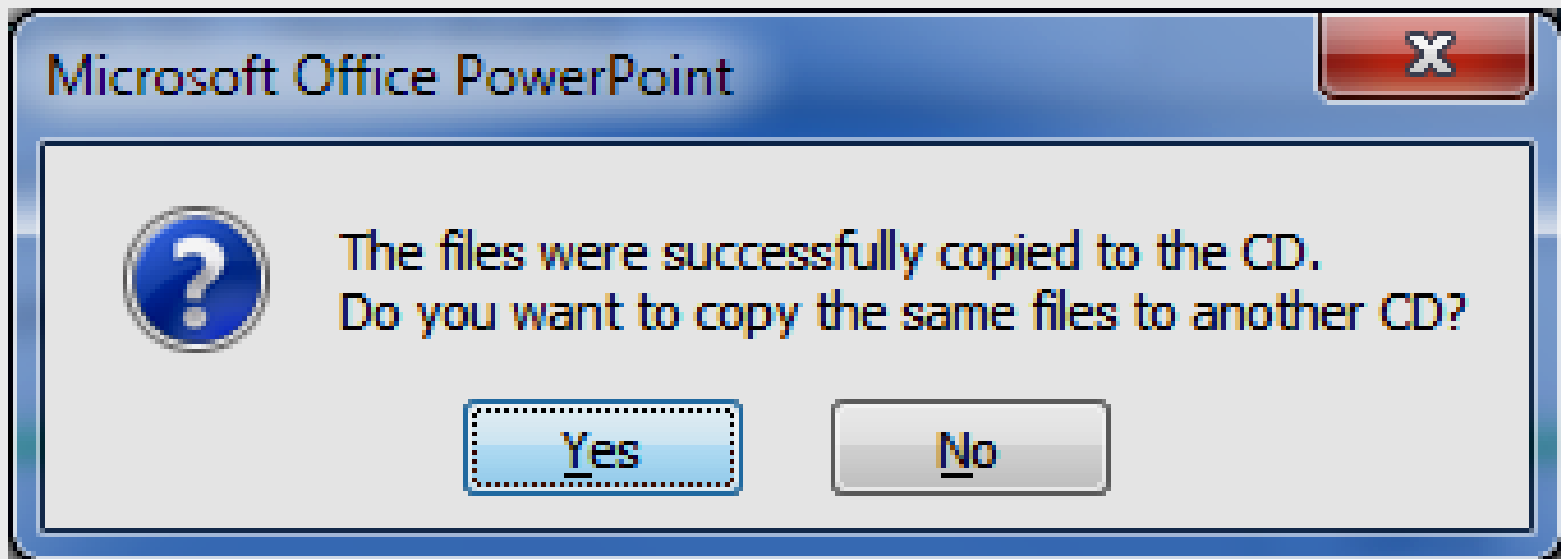 Microsoft Office PowerPoint
The files were successfully copied to the CD.
Do you want to copy the same files to another CD?
Yes
No